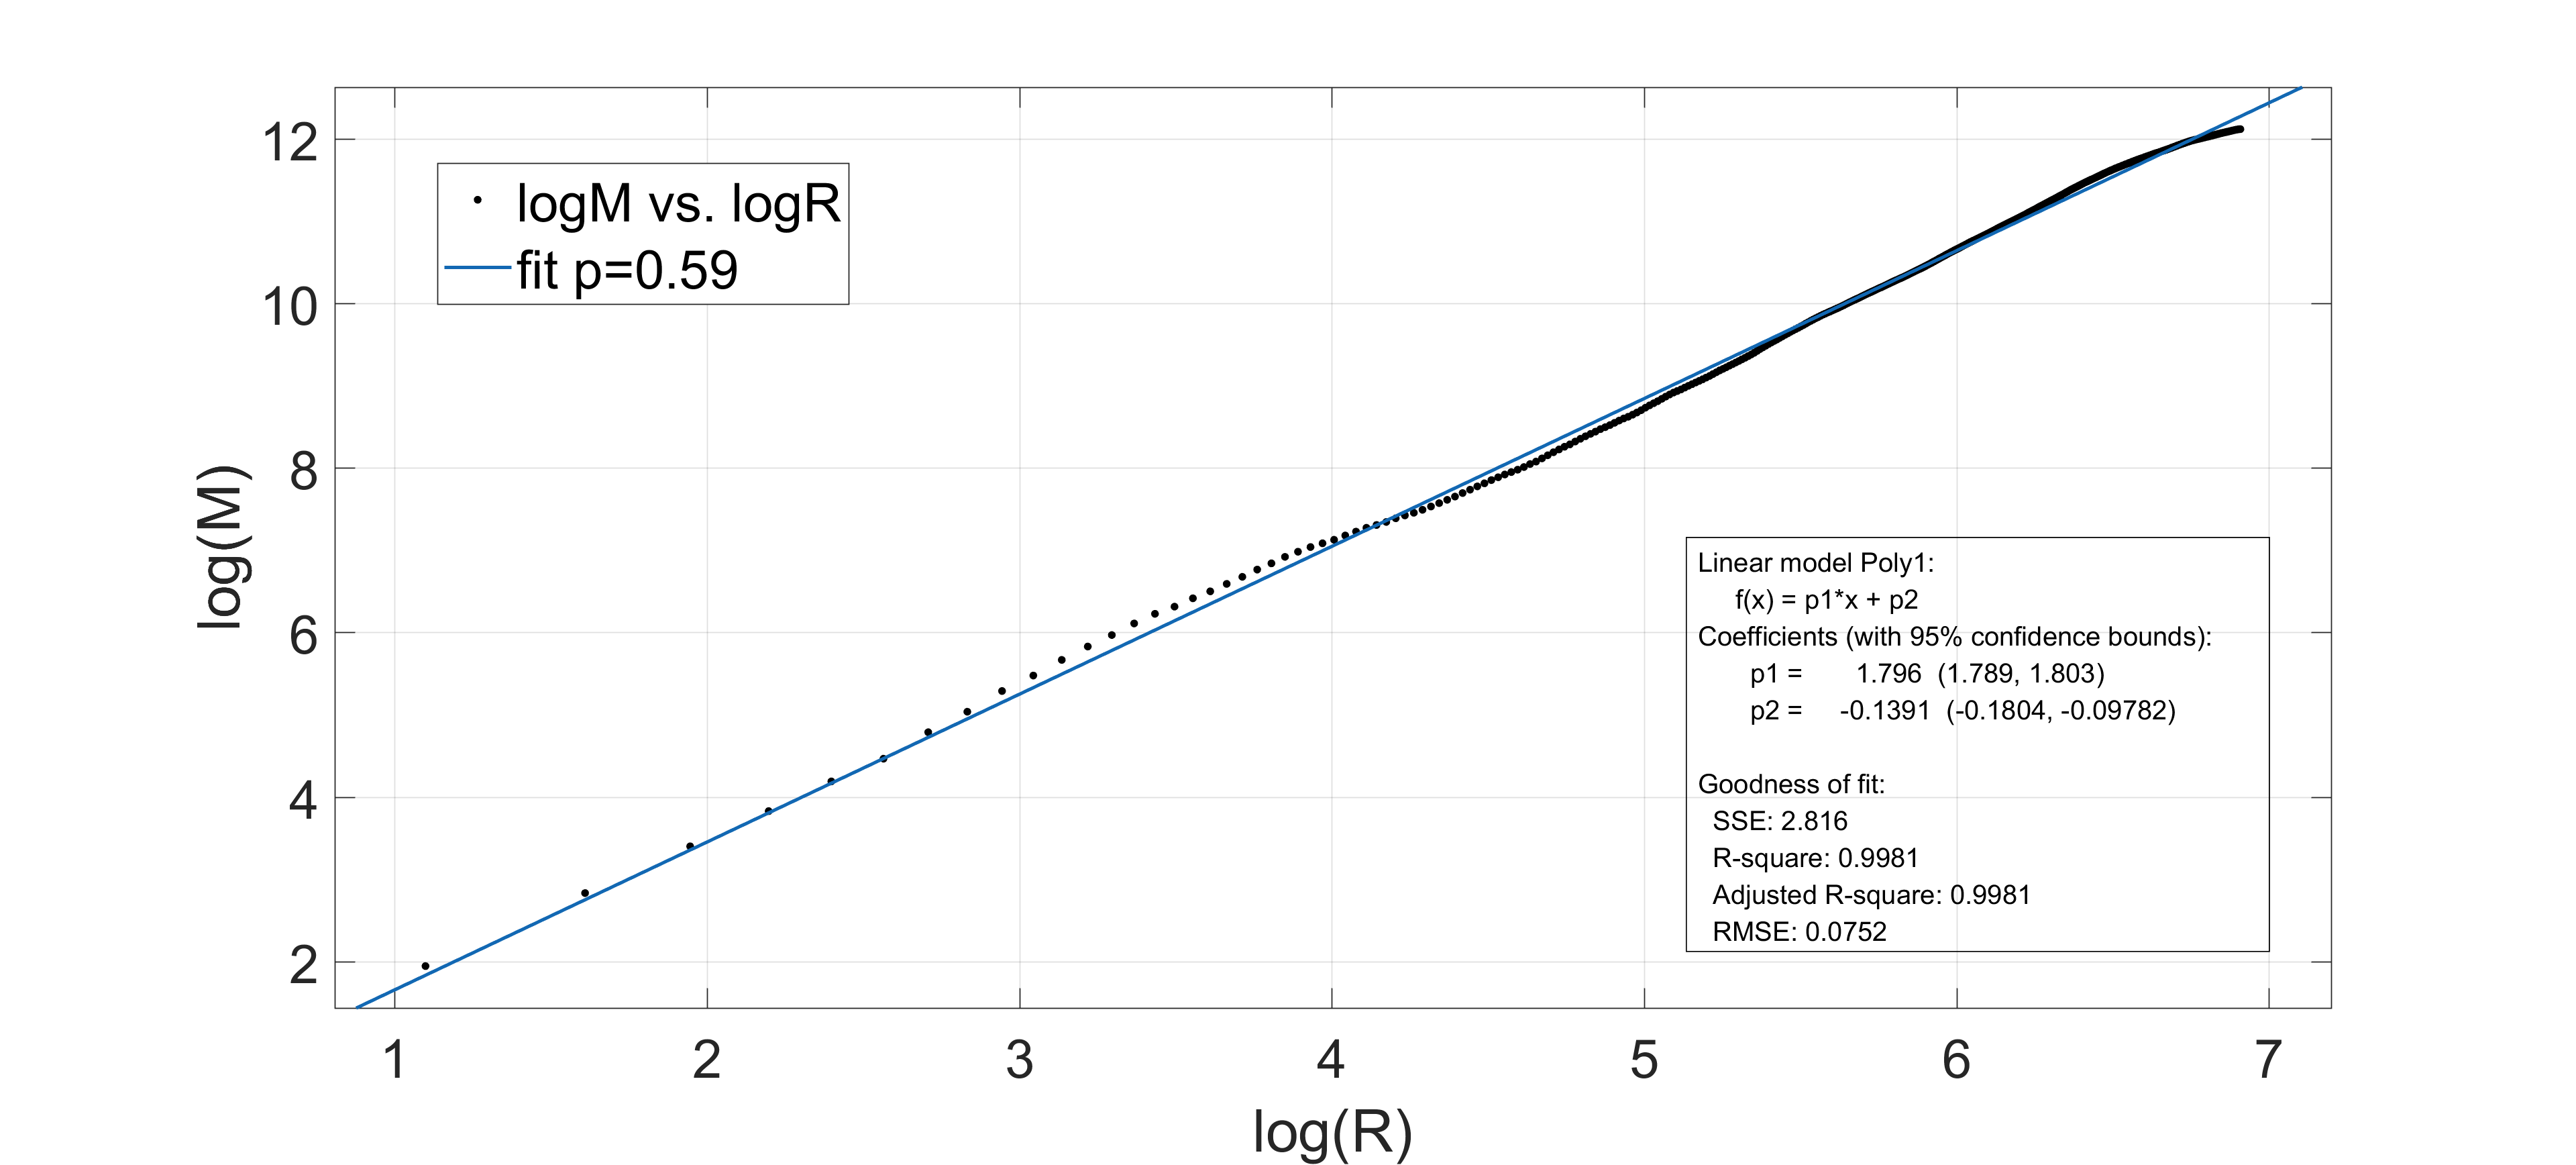 12
10
8
6
4
2
log(M)
logM vs. logR
fit p=0.59
Linear model Poly1:
f(x) = p1*x + p2
Coefficients (with 95% confidence bounds):
p1 = 1.796 (1.789, 1.803)
p2 = -0.1391 (-0.1804, -0.09782)
Goodness of fit:
SSE: 2.816
R-square: 0.9981
Adjusted R-square: 0.9981
RMSE: 0.0752
1 2 3 4 5 6 7
log(R)